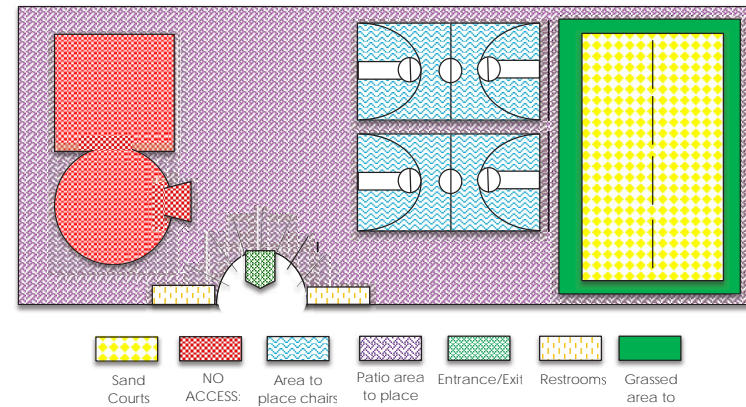 Sand
Courts
NO
ACCESS:
Area to
place chairs
Patio area
to place
Entrance/Exit
Restrooms
Grassed
area to